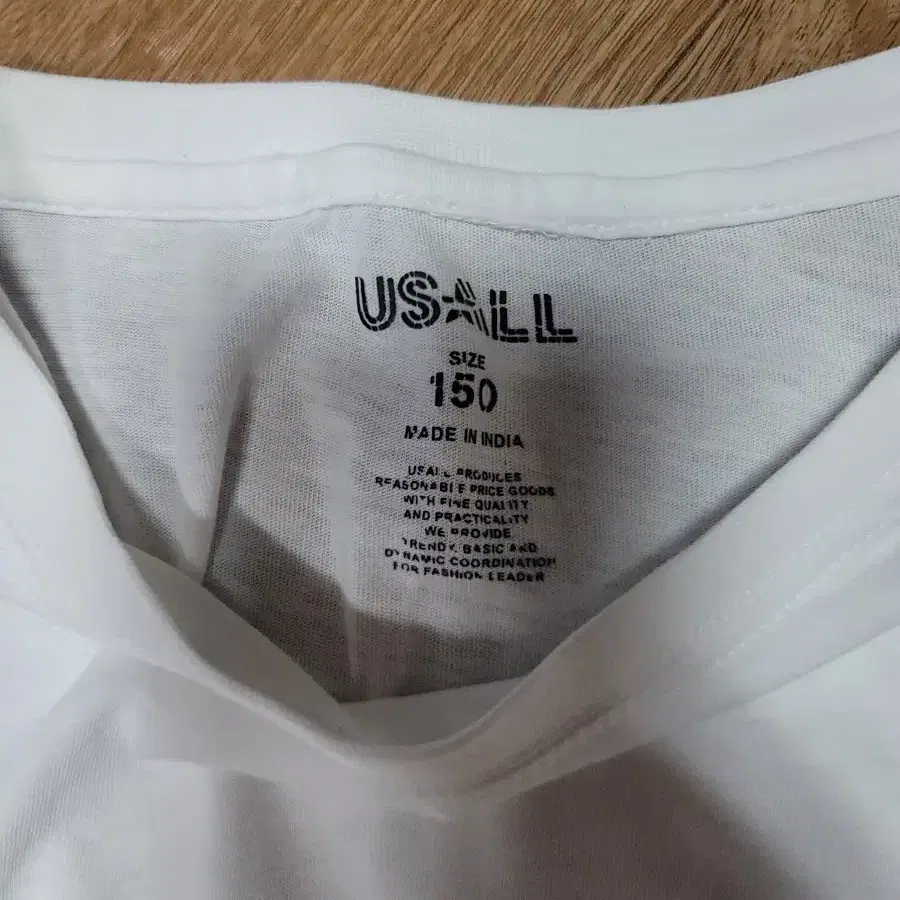 USALL
SIZE
150
MADE IN INDIA
USALL PRODUCES
REASONABLE PRICE GOODS
WITH FINE QUALITY
AND PRACTICALITY
WE PROVIDE
TRENDY, BASIC AND
DYNAMIC COORDINATION
FOR FASHION LEADER